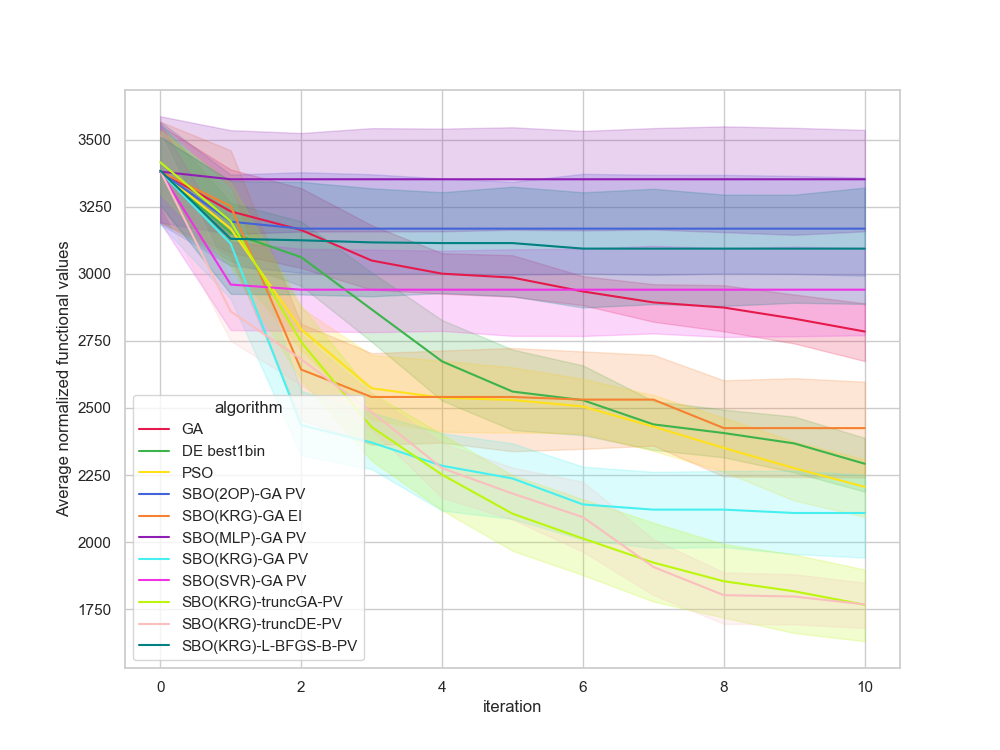 3500
3250
3000
2750
2500
2250
2000
1750
Average normalized functional values
algorithm
GA
DE best1bin
PSO
SBO(2OP)-GA PV
SBO(KRG)-GA EI
SBO(MLP)-GA PV
SBO(KRG)-GA PV
SBO(SVR)-GA PV
SBO(KRG)-truncGA-PV
SBO(KRG)-truncDE-PV
SBO(KRG)-L-BFGS-B-PV
0 2 4 6 8 10
iteration